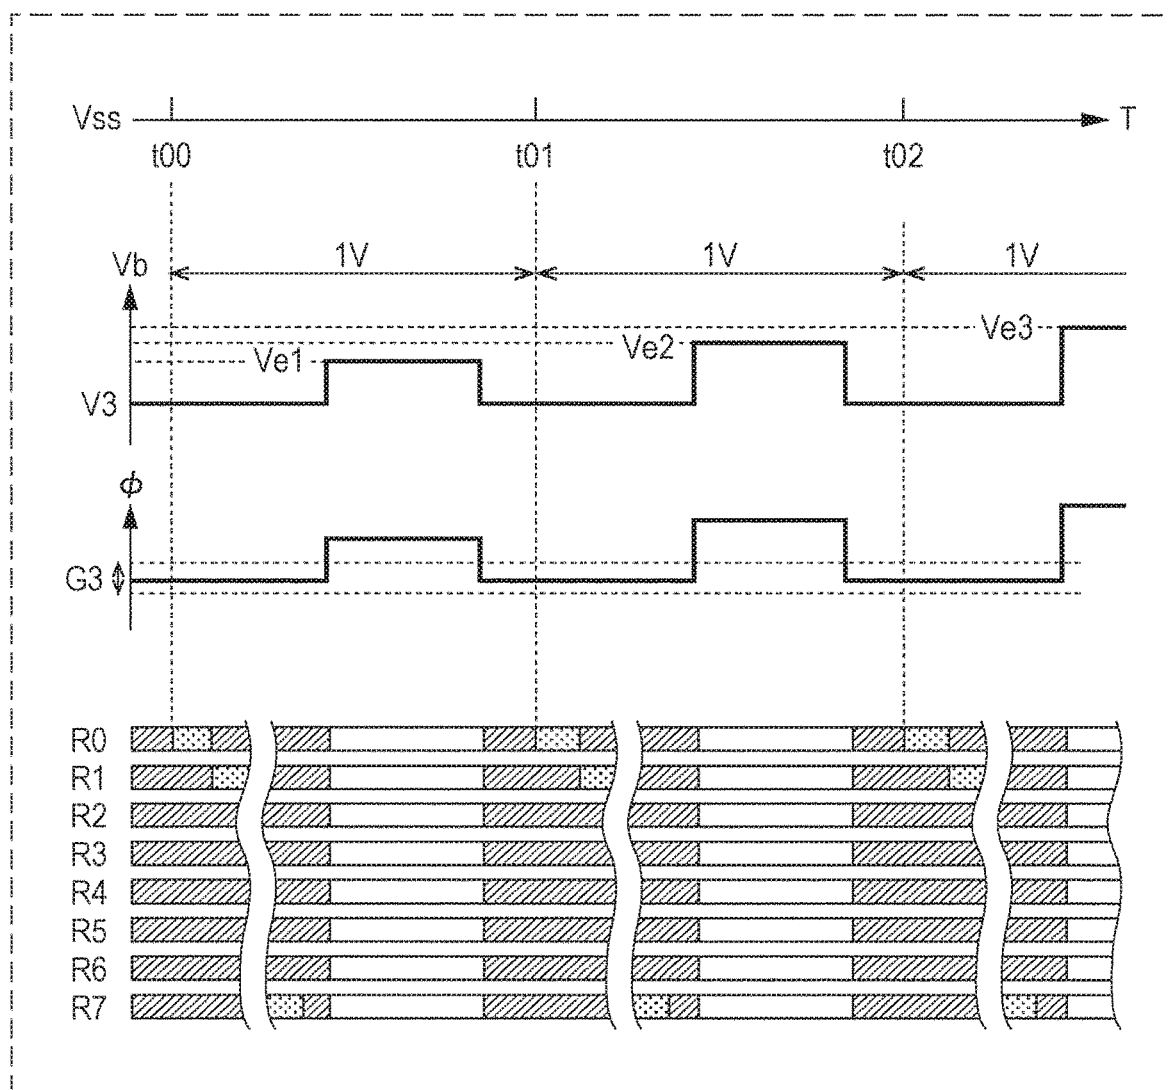 Vss T
t00 t01 t02
Vb 1V 1V 1V
Ve1 Ve2 Ve3
V3
ϕ
G3
R0
R1
R2
R3
R4
R5
R6
R7